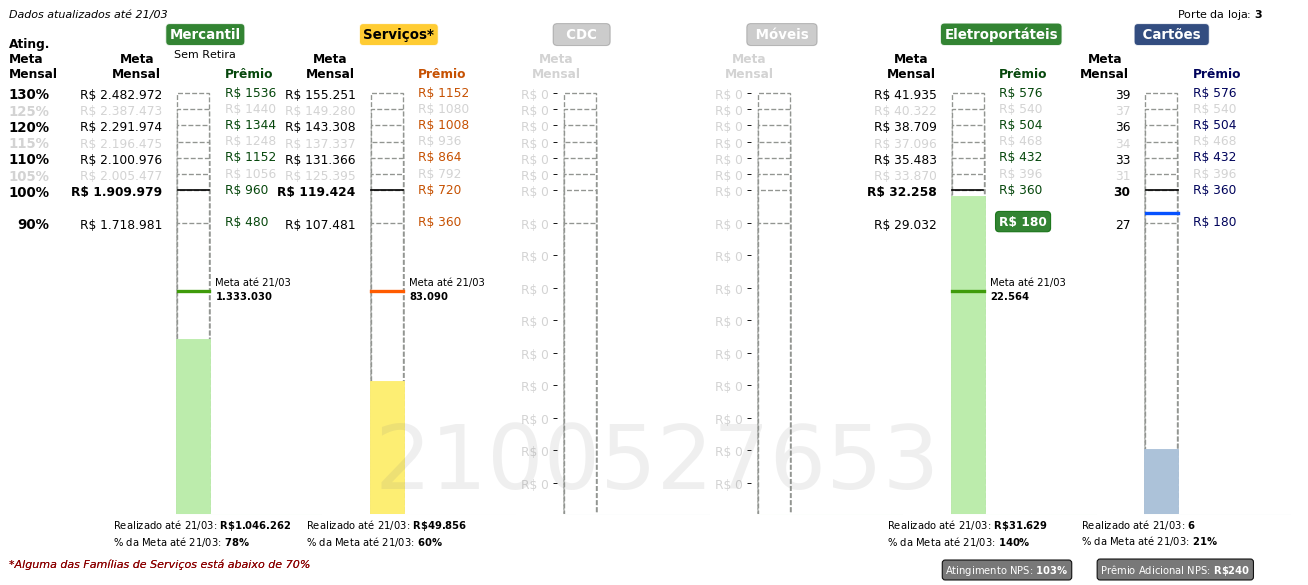 Dados atualizados até 21/03
Porte da loja: 3
Mercantil
Serviços*
CDC
Móveis
Eletroportáteis
Cartões
Sem Retira
Ating. Meta Mensal
Meta Mensal Prêmio Meta Mensal Prêmio Meta Mensal Meta Mensal Meta Mensal Prêmio Meta Mensal Prêmio
130% R$ 2.482.972 R$ 1536 R$ 155.251 R$ 1152 R$ 0 R$ 0 R$ 41.935 R$ 576 39 R$ 576
125% R$ 2.387.473 R$ 1440 R$ 149.280 R$ 1080 R$ 0 R$ 0 R$ 40.322 R$ 540 37 R$ 540
120% R$ 2.291.974 R$ 1344 R$ 143.308 R$ 1008 R$ 0 R$ 0 R$ 38.709 R$ 504 36 R$ 504
115% R$ 2.196.475 R$ 1248 R$ 137.337 R$ 936 R$ 0 R$ 0 R$ 37.096 R$ 468 34 R$ 468
110% R$ 2.100.976 R$ 1152 R$ 131.366 R$ 864 R$ 0 R$ 0 R$ 35.483 R$ 432 33 R$ 432
105% R$ 2.005.477 R$ 1056 R$ 125.395 R$ 792 R$ 0 R$ 0 R$ 33.870 R$ 396 31 R$ 396
100% R$ 1.909.979 R$ 960 R$ 119.424 R$ 720 R$ 0 R$ 0 R$ 32.258 R$ 360 30 R$ 360
90% R$ 1.718.981 R$ 480 R$ 107.481 R$ 360 R$ 0 R$ 0 R$ 29.032 R$ 180 27 R$ 180
R$ 0 R$ 0
Meta até 21/03 Meta até 21/03 R$ 0 R$ 0 Meta até 21/03
1.333.030 83.090 22.564
R$ 0 R$ 0
R$ 0 R$ 0
R$ 0 R$ 0
R$ 0 R$ 0
R$ 0 R$ 0
R$ 0 R$ 0
2100527653
Realizado até 21/03: R$1.046.262 Realizado até 21/03: R$49.856 Realizado até 21/03: R$31.629 Realizado até 21/03: 6
% da Meta até 21/03: 78% % da Meta até 21/03: 60% % da Meta até 21/03: 140% % da Meta até 21/03: 21%
*Alguma das Famílias de Serviços está abaixo de 70%
Atingimento NPS: 103%
Prêmio Adicional NPS: R$240